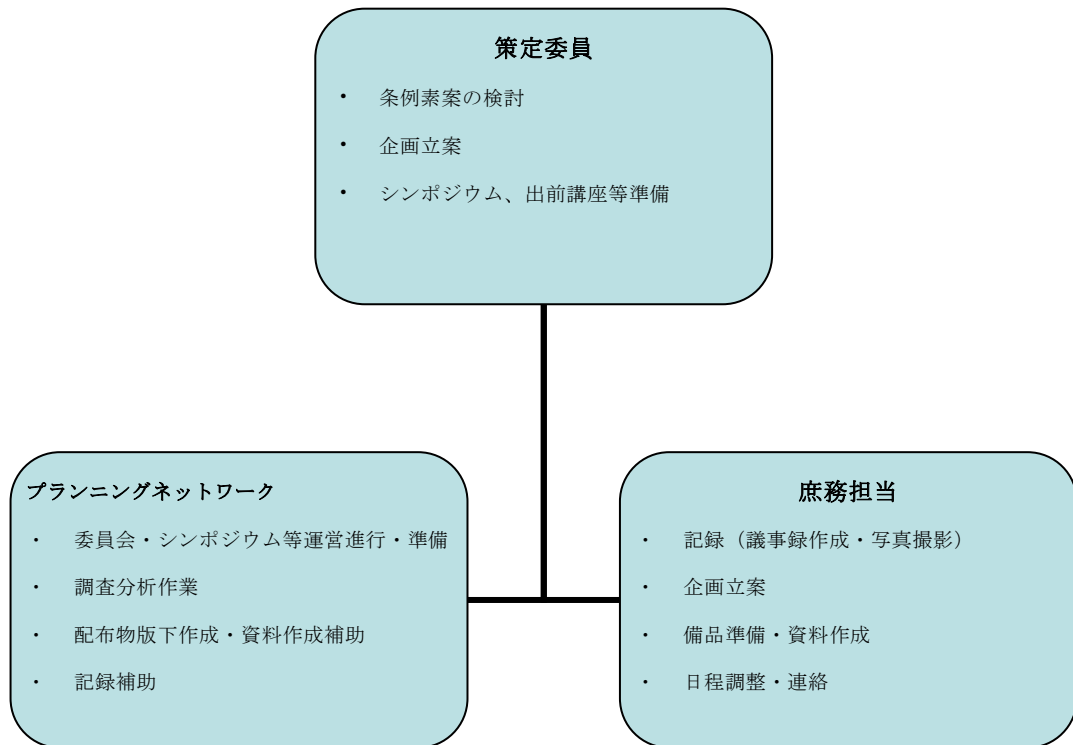 策定委員
・ 条例素案の検討
・ 企画立案
・ シンポジウム、出前講座等準備
プランニングネットワーク
・ 委員会・シンポジウム等運営進行・準備
・ 調査分析作業
・ 配布物版下作成・資料作成補助
・ 記録補助
庶務担当
・ 記録（議事録作成・写真撮影）
・ 企画立案
・ 備品準備・資料作成
・ 日程調整・連絡